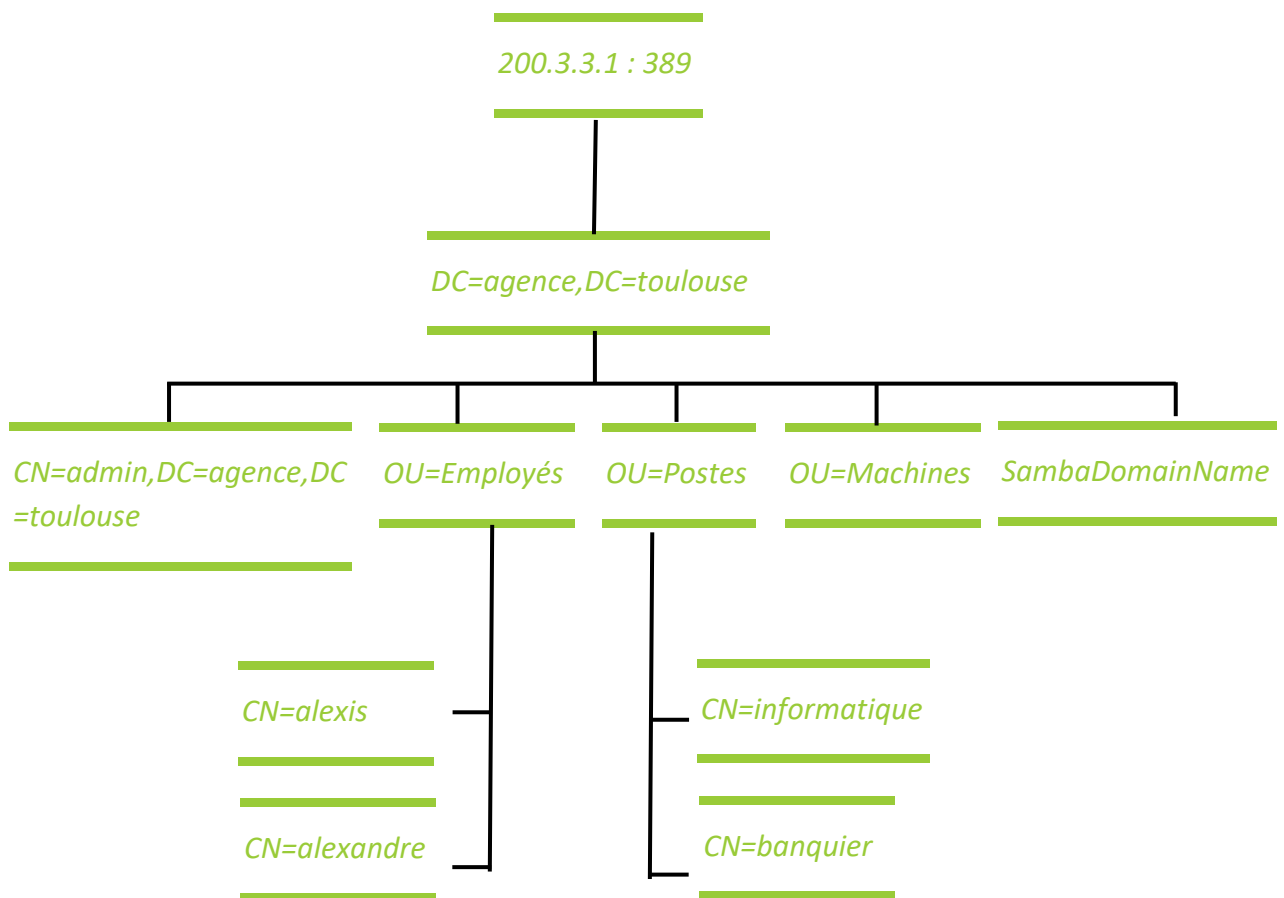 200.3.3.1 : 389
DC=agence,DC=toulouse
CN=admin,DC=agence,DC
=toulouse
OU=Employés
OU=Postes
OU=Machines
SambaDomainName
CN=alexis
CN=informatique
CN=alexandre
CN=banquier